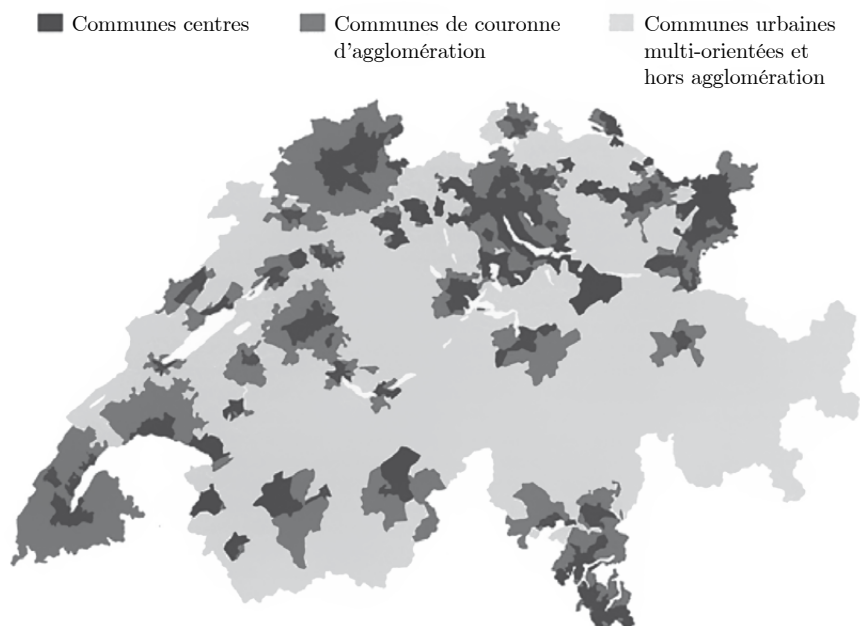 Communes centres
Communes de couronne
d’agglomération
Communes urbaines
multi-orientées et
hors agglomération